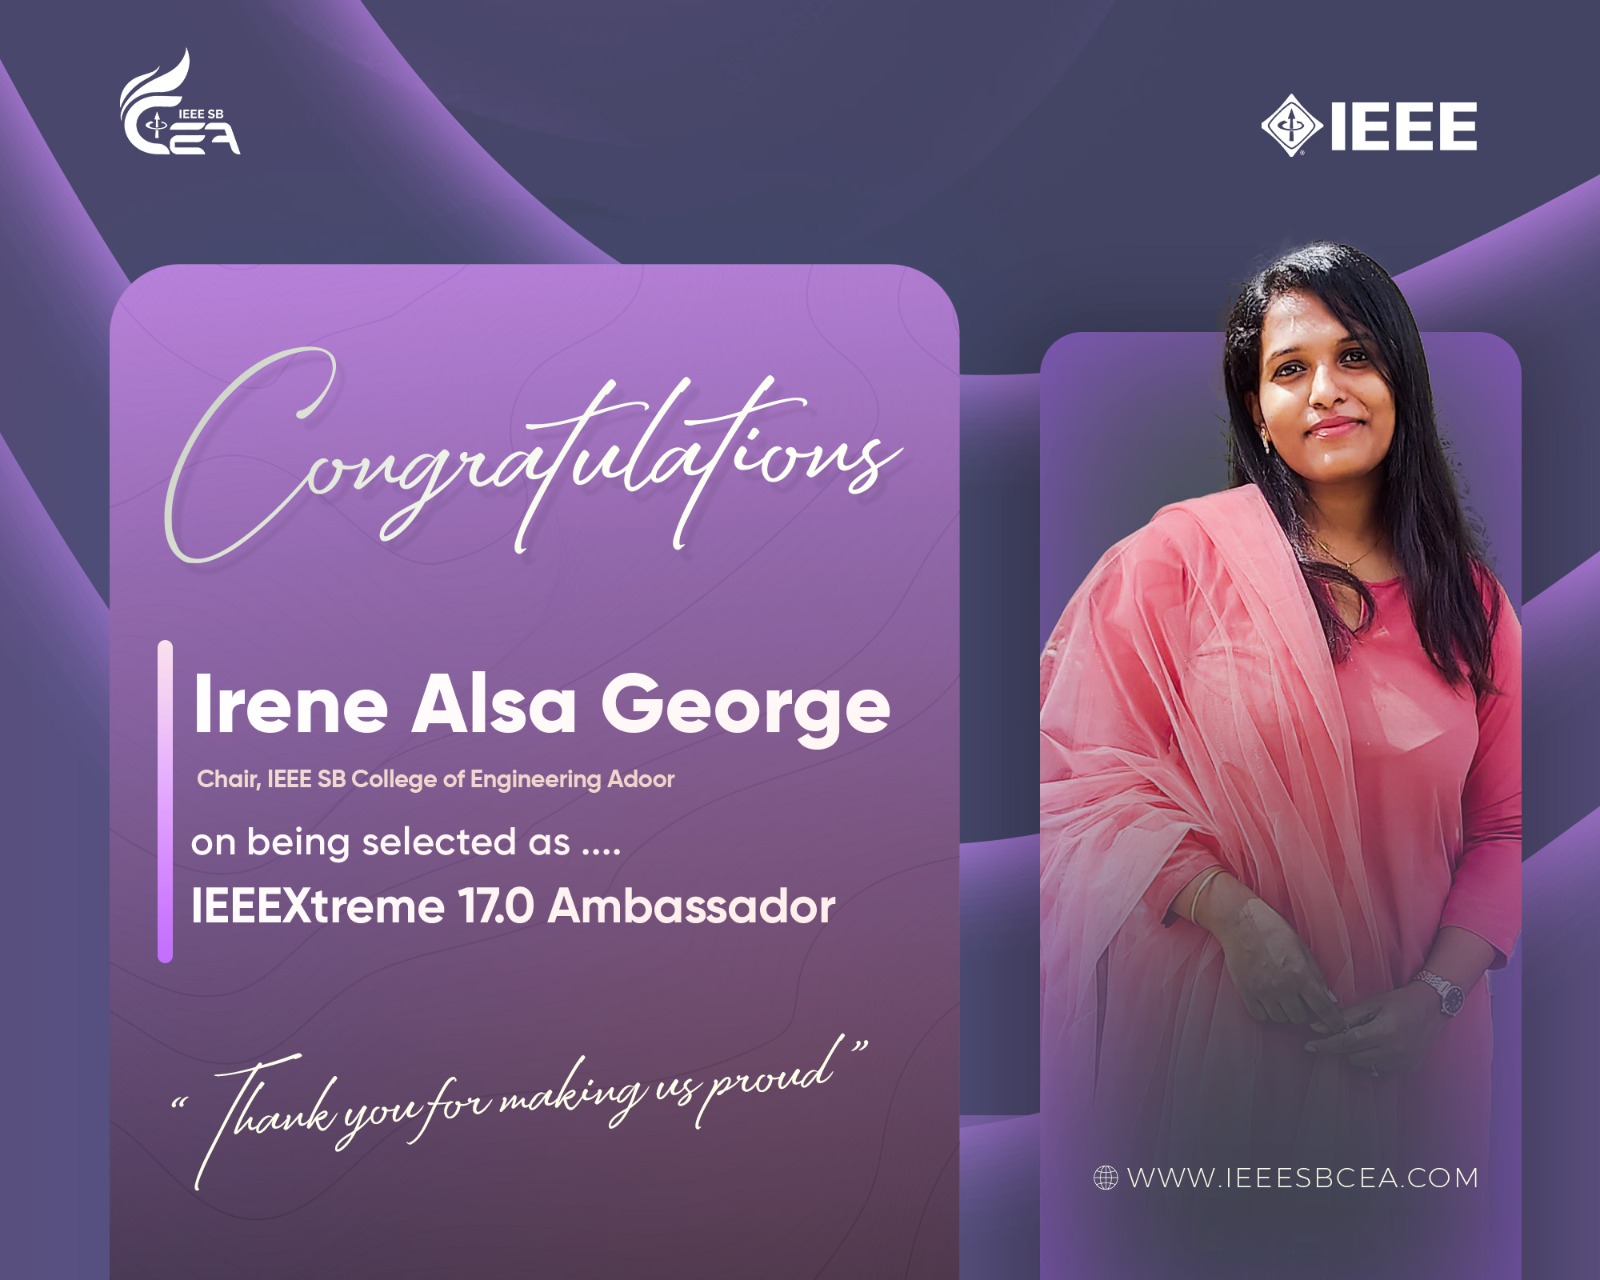 IEEE SB
CEA
IEEE
Congratulations
Irene Alsa George
Chair, IEEE SB College of Engineering Adoor
on being selected as ....
IEEEXtreme 17.0 Ambassador
“ Thank you for making us proud ”
WWW.IEEESBCEA.COM